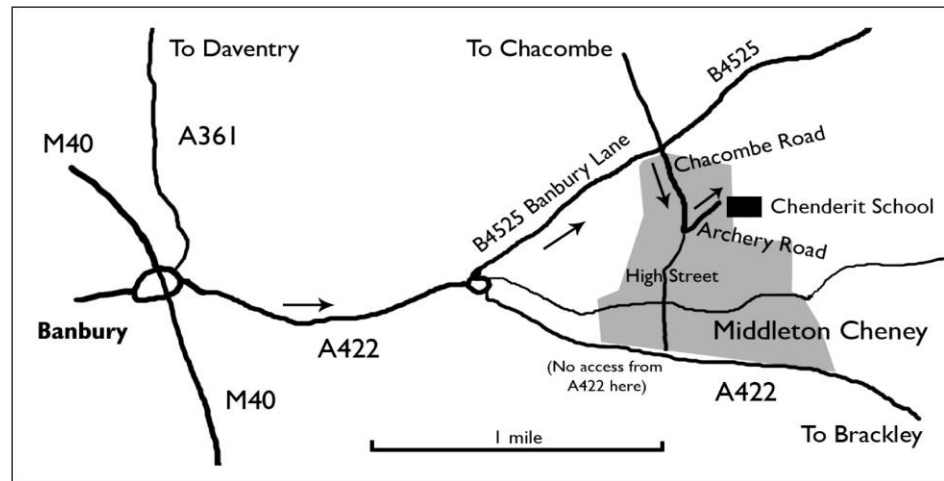 To Daventry
To Chacombe
B4525
M40
A361
B4525 Banbury Lane
Chacombe Road
Chenderit School
Archery Road
High Street
Banbury
A422
Middleton Cheney
(No access from
A422 here)
A422
M40
1 mile
To Brackley